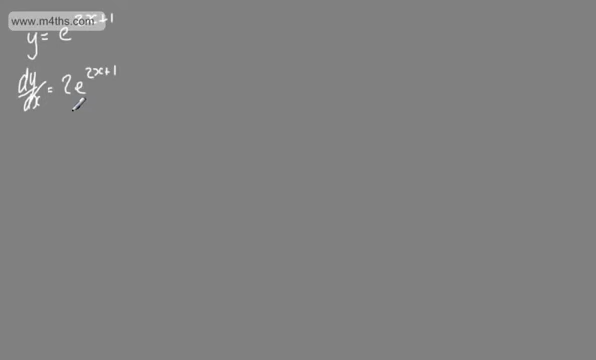 www.m4ths.com
y = e^{2x+1}
dy/dx = 2e^{2x+1}